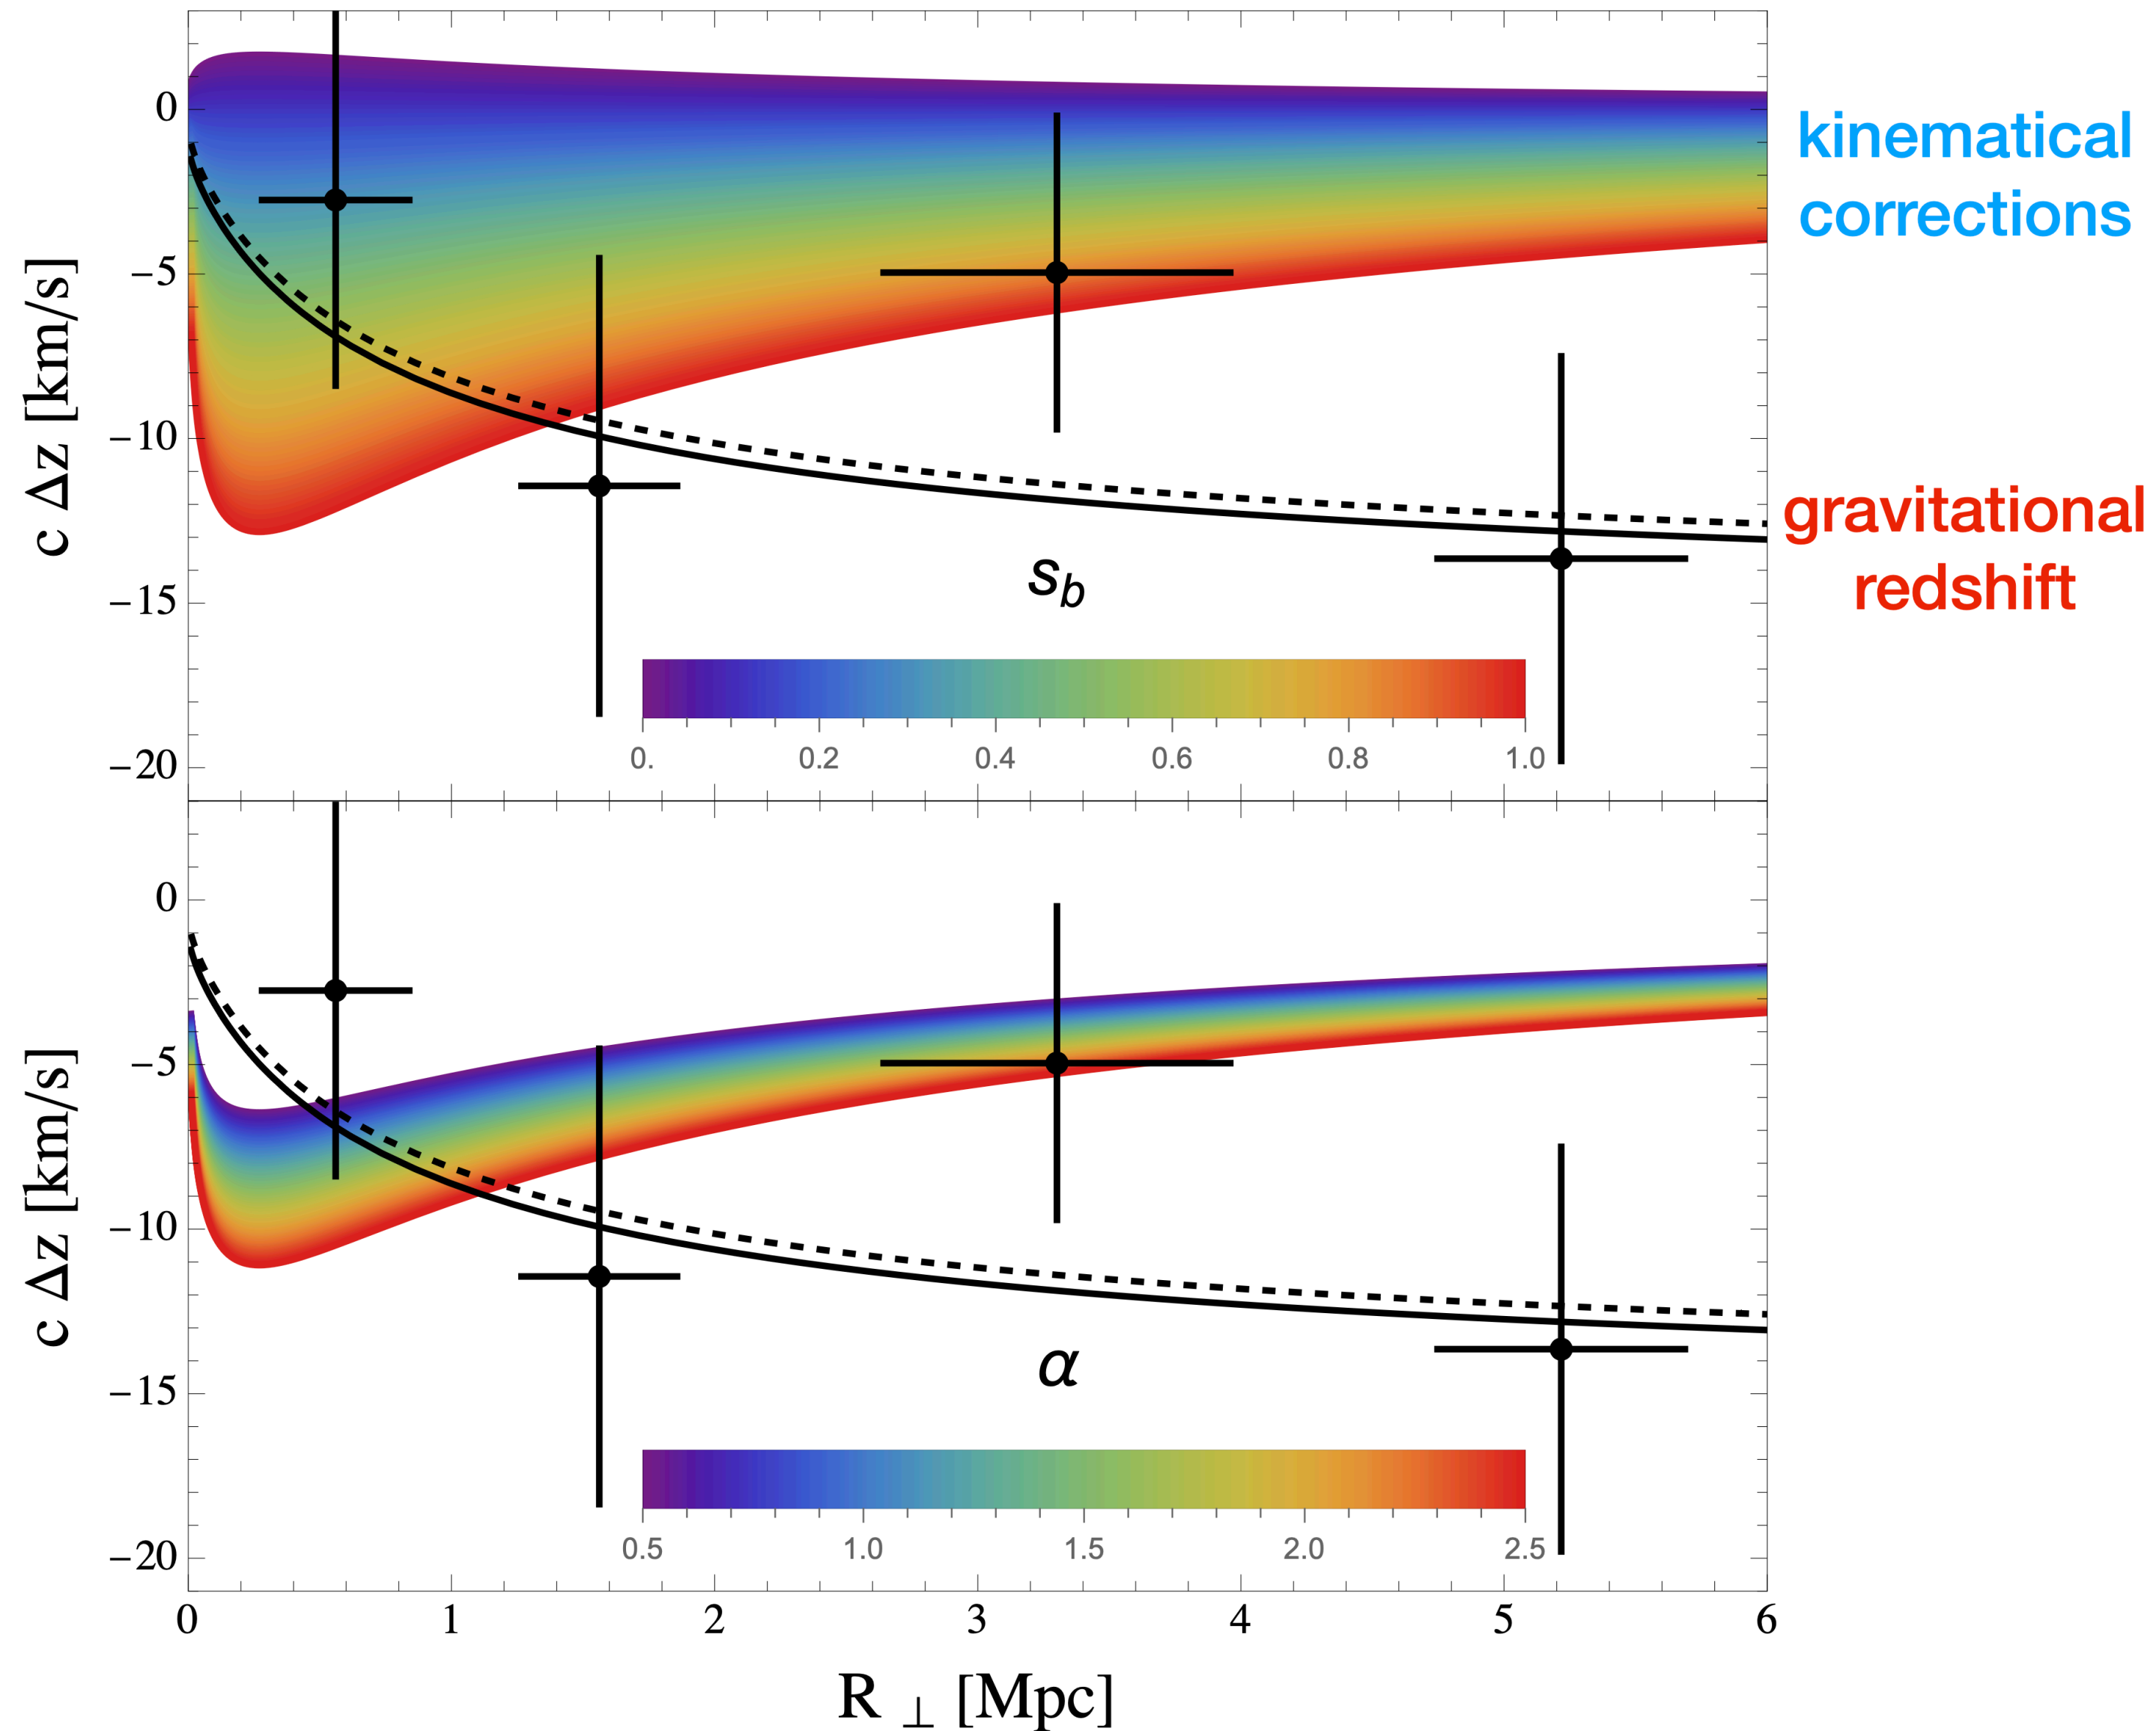 0
−5
−10
−15
−20
c Δz [km/s]
kinematical
corrections
gravitational
redshift
s_b
0. 0.2 0.4 0.6 0.8 1.0
0
−5
−10
−15
−20
c Δz [km/s]
α
0.5 1.0 1.5 2.0 2.5
0 1 2 3 4 5 6
R ⊥ [Mpc]